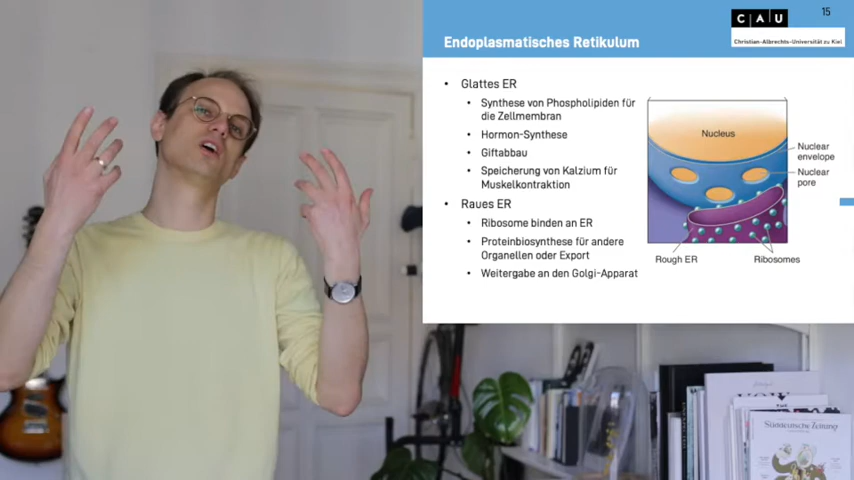 15
CAU
Christian-Albrechts-Universität zu Kiel
Endoplasmatisches Retikulum
• Glattes ER
• Synthese von Phospholipiden für
die Zellmembran
• Hormon-Synthese
• Giftabbau
• Speicherung von Kalzium für
Muskelkontraktion
• Raues ER
• Ribosome binden an ER
• Proteinbiosynthese für andere
Organellen oder Export
• Weitergabe an den Golgi-Apparat
Nucleus
Nuclear
envelope
Nuclear
pore
Rough ER
Ribosomes
Süddeutsche Zeitung